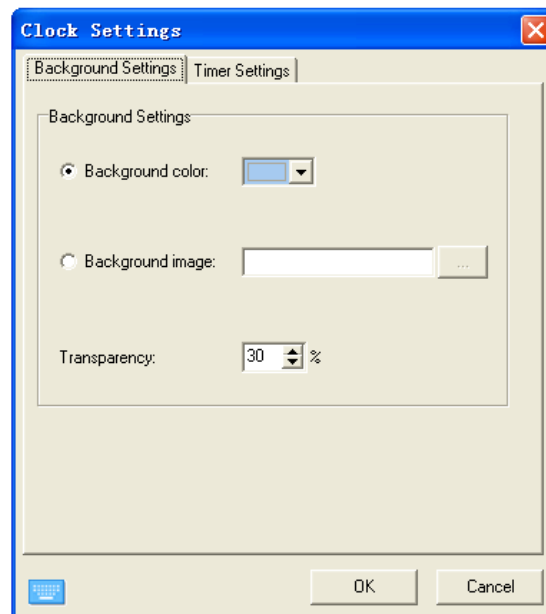 Clock Settings
Background Settings Timer Settings
Background Settings
Background color:
Background image: ...
Transparency: 30 %
OK Cancel